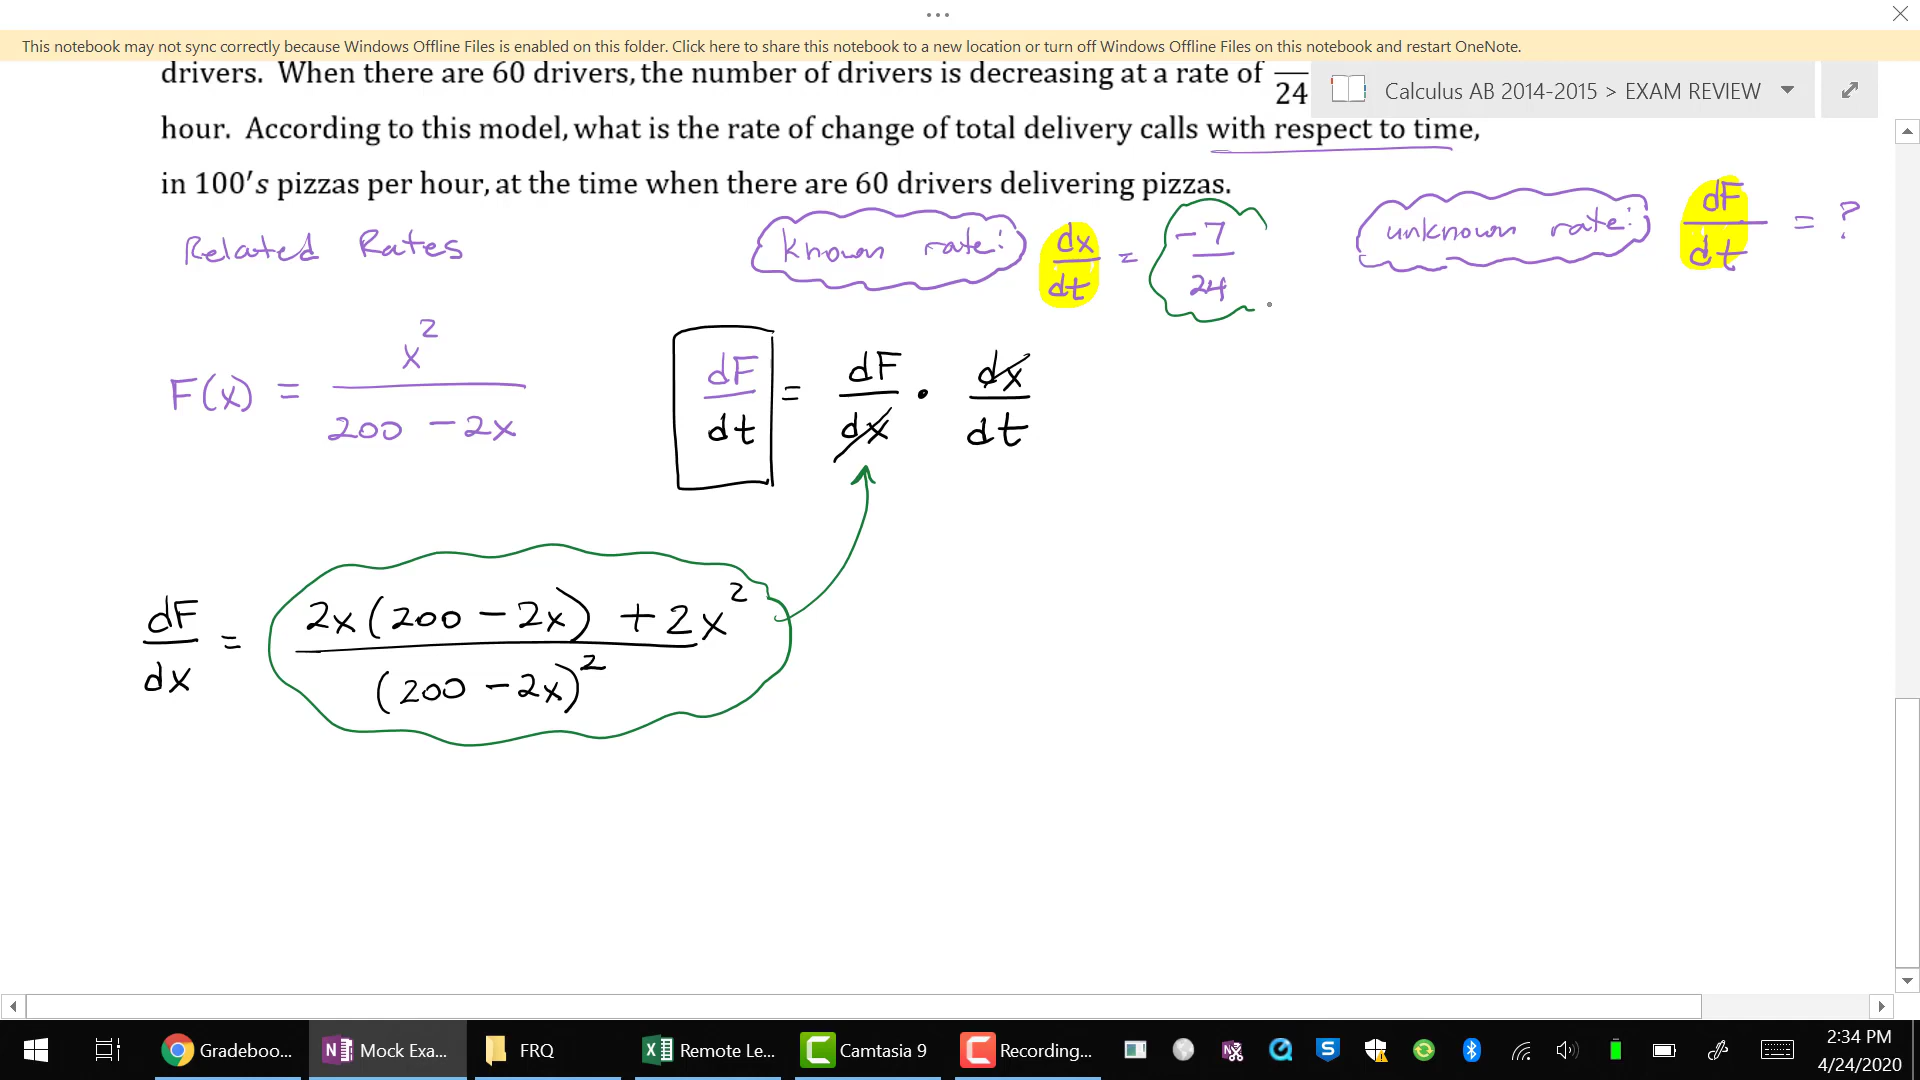 This notebook may not sync correctly because Windows Offline Files is enabled on this folder. Click here to share this notebook to a new location or turn off Windows Offline Files on this notebook and restart OneNote.
drivers. When there are 60 drivers, the number of drivers is decreasing at a rate of /24
Calculus AB 2014-2015 > EXAM REVIEW
hour. According to this model, what is the rate of change of total delivery calls with respect to time,
in 100's pizzas per hour, at the time when there are 60 drivers delivering pizzas.
Related Rates
known rate: dx/dt = -7/24
unknown rate: dF/dt = ?
F(x) = x²/(200 - 2x)
dF/dt = dF/dx • dx/dt
dF/dx = (2x(200 - 2x) + 2x²)/(200 - 2x)²
Gradeboo...
Mock Exa...
FRQ
Remote Le...
Camtasia 9
Recording...
2:34 PM
4/24/2020